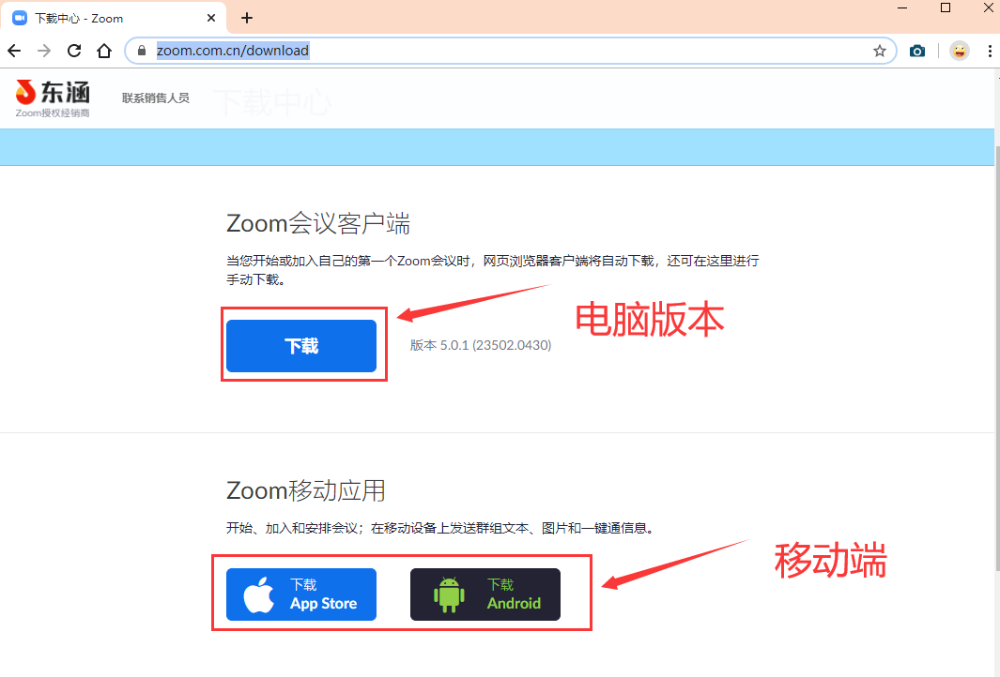 下载中心 - Zoom
zoom.com.cn/download
东涵
Zoom授权经销商
联系销售人员
下载中心
Zoom会议客户端
当您开始或加入自己的第一个Zoom会议时，网页浏览器客户端将自动下载，还可在这里进行
手动下载。
电脑版本
下载
版本 5.0.1 (23502.0430)
Zoom移动应用
开始、加入和安排会议；在移动设备上发送群组文本、图片和一键通信息。
移动端
下载
App Store
下载
Android